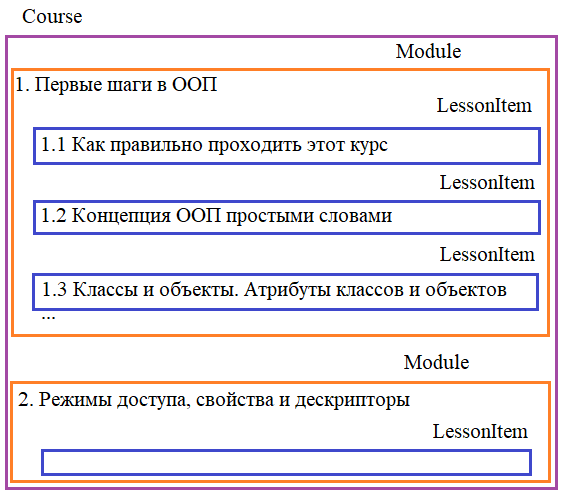 Course
Module
1. Первые шаги в ООП
LessonItem
1.1 Как правильно проходить этот курс
LessonItem
1.2 Концепция ООП простыми словами
LessonItem
1.3 Классы и объекты. Атрибуты классов и объектов
...
Module
2. Режимы доступа, свойства и дескрипторы
LessonItem